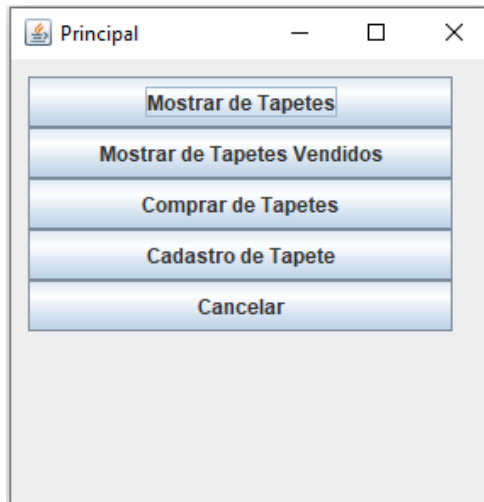 Principal
Mostrar de Tapetes
Mostrar de Tapetes Vendidos
Comprar de Tapetes
Cadastro de Tapete
Cancelar